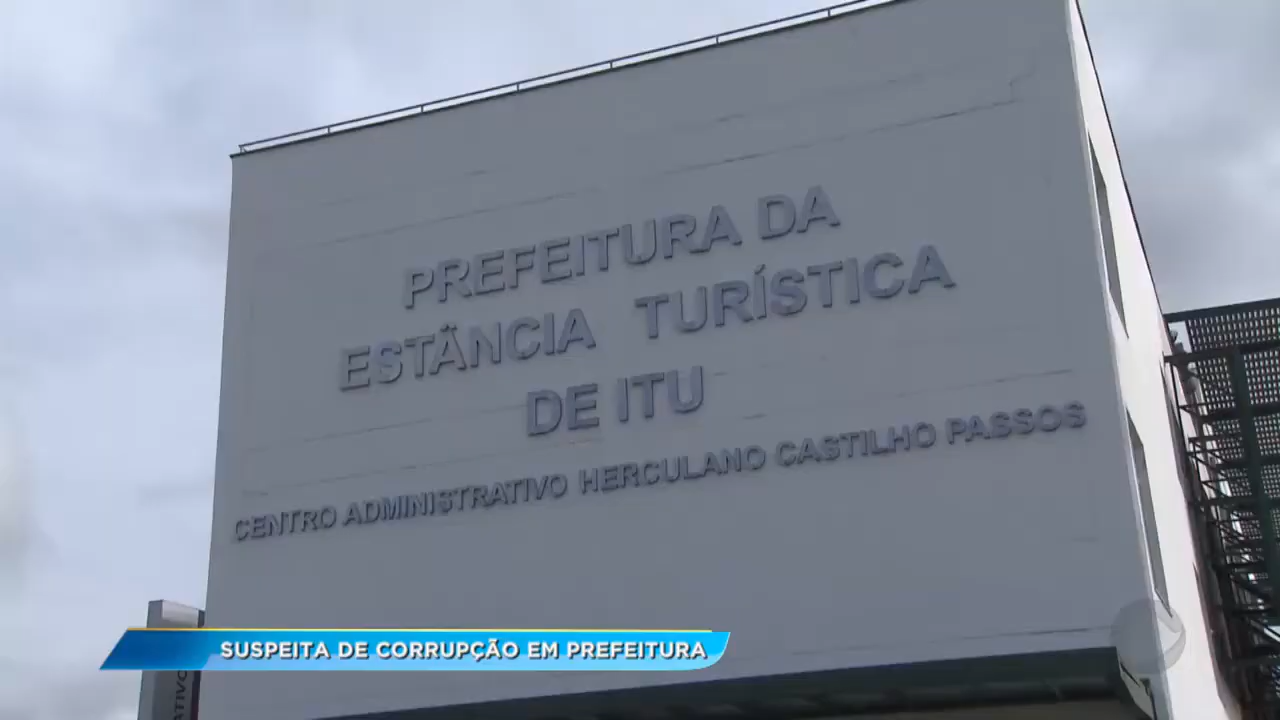 PREFEITURA DA
ESTÂNCIA TURÍSTICA
DE ITU
CENTRO ADMINISTRATIVO HERCULANO CASTILHO PASSOS
SUSPEITA DE CORRUPÇÃO EM PREFEITURA